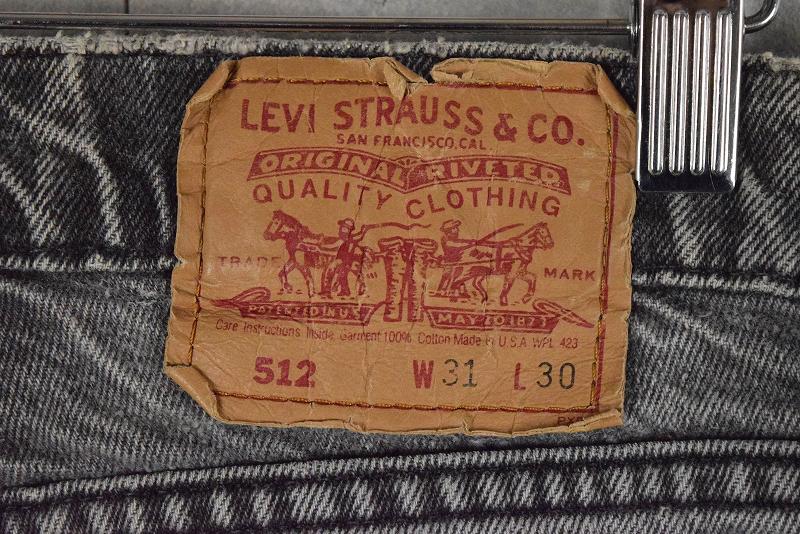 LEVI STRAUSS & CO.
SAN FRANCISCO, CAL.
ORIGINAL RIVETED
QUALITY CLOTHING
TRADE MARK
PATENTED IN U.S. MAY 20 1873
Care Instructions Inside Garment 100% Cotton Made in U.S.A. WPL 423
512 W 31 L 30